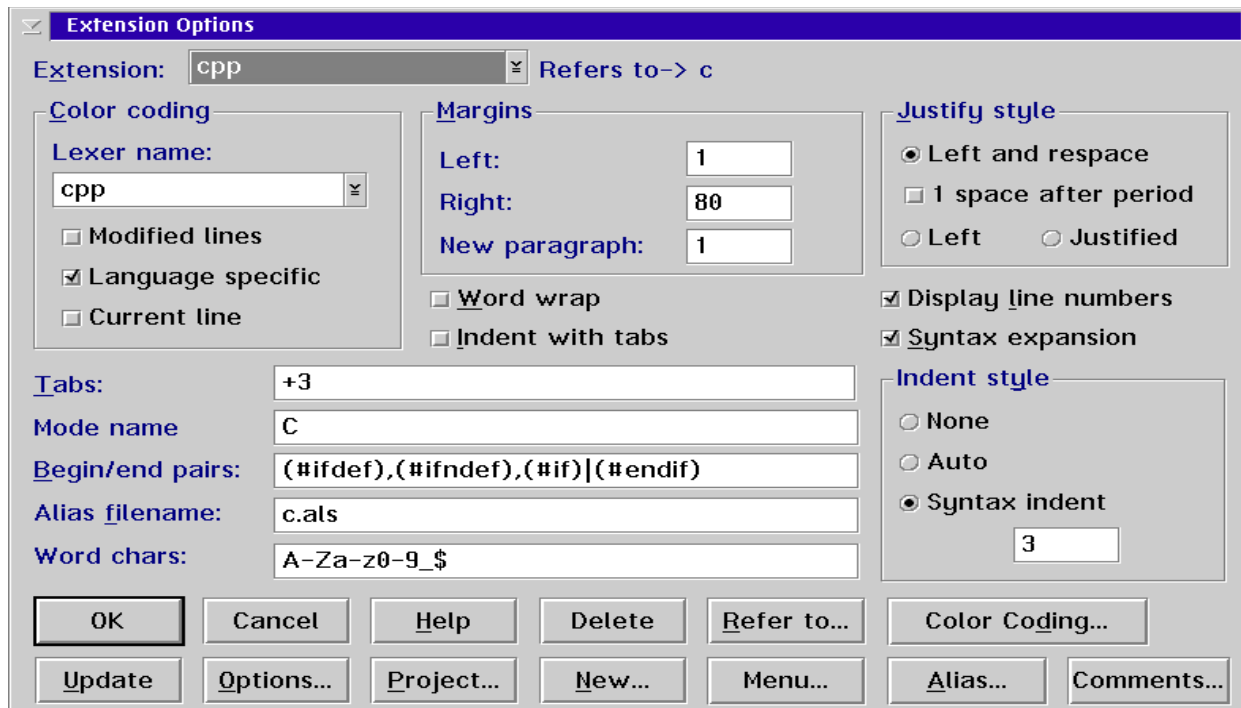 Extension Options
Extension: cpp Refers to-> c
Color coding
Lexer name:
cpp
Modified lines
Language specific
Current line
Margins
Left: 1
Right: 80
New paragraph: 1
Word wrap
Indent with tabs
Justify style
Left and respace
1 space after period
Left Justified
Display line numbers
Syntax expansion
Tabs: +3
Mode name C
Begin/end pairs: (#ifdef),(#ifndef),(#if)|(#endif)
Alias filename: c.als
Word chars: A-Za-z0-9_$
Indent style
None
Auto
Syntax indent
3
OK Cancel Help Delete Refer to... Color Coding...
Update Options... Project... New... Menu... Alias... Comments...